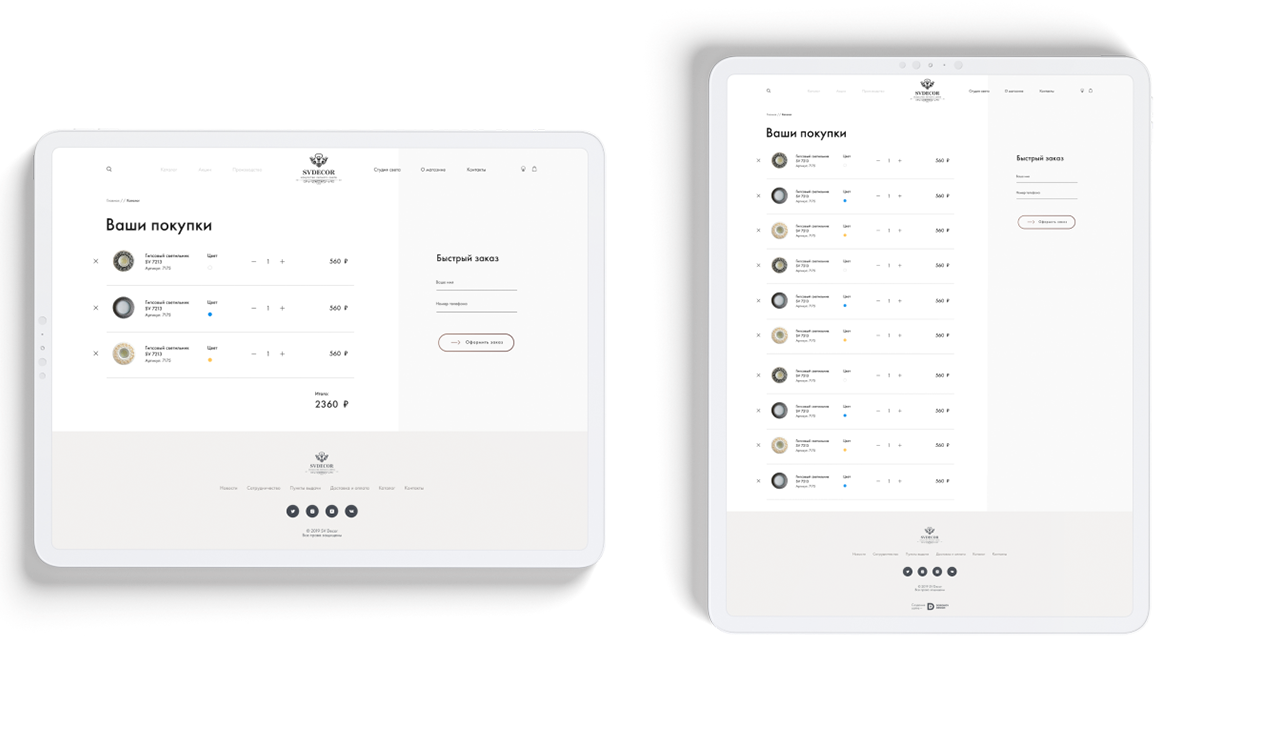 Каталог Акции Производство
SVDECOR
Студия света О магазине Контакты
Главная / / Каталог
Ваши покупки
Гипсовый светильник Цвет
SV 7213
Артикул: 7175
1 560 ₽
Гипсовый светильник Цвет
SV 7213
Артикул: 7175
1 560 ₽
Гипсовый светильник Цвет
SV 7213
Артикул: 7175
1 560 ₽
Итого:
2360 ₽
Быстрый заказ
Ваше имя
Номер телефона
Оформить заказ
SVDECOR
Новости Сотрудничество Пункты выдачи Доставка и оплата Каталог Контакты
© 2019 SV Decor
Все права защищены
SVDECOR
Студия света О магазине Контакты
Главная / / Каталог
Ваши покупки
Гипсовый светильник Цвет
SV 7213
Артикул: 7175
1 560 ₽
Гипсовый светильник Цвет
SV 7213
Артикул: 7175
1 560 ₽
Гипсовый светильник Цвет
SV 7213
Артикул: 7175
1 560 ₽
Гипсовый светильник Цвет
SV 7213
Артикул: 7175
1 560 ₽
Гипсовый светильник Цвет
SV 7213
Артикул: 7175
1 560 ₽
Гипсовый светильник Цвет
SV 7213
Артикул: 7175
1 560 ₽
Гипсовый светильник Цвет
SV 7213
Артикул: 7175
1 560 ₽
Гипсовый светильник Цвет
SV 7213
Артикул: 7175
1 560 ₽
Гипсовый светильник Цвет
SV 7213
Артикул: 7175
1 560 ₽
Гипсовый светильник Цвет
SV 7213
Артикул: 7175
1 560 ₽
Быстрый заказ
Ваше имя
Номер телефона
Оформить заказ
SVDECOR
Новости Сотрудничество Пункты выдачи Доставка и оплата Каталог Контакты
© 2019 SV Decor
Все права защищены